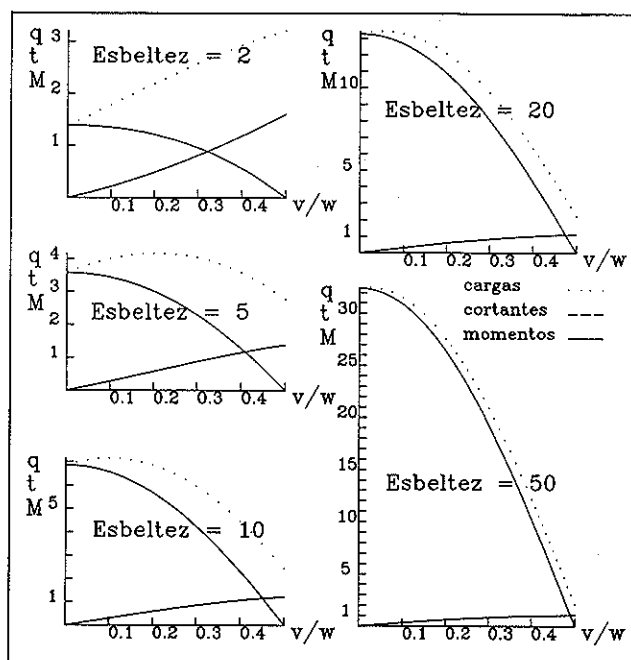 q
t
M
3
2
1
Esbeltez = 2
0.1 0.2 0.3 0.4 v/w
q
t
M
4
3
2
1
Esbeltez = 5
0.1 0.2 0.3 0.4 v/w
q
t
M
5
1
Esbeltez = 10
0.1 0.2 0.3 0.4 v/w
q
t
M
13
5
1
Esbeltez = 20
0.1 0.2 0.3 0.4 v/w
cargas
cortantes
momentos
q
t
M
30
25
20
15
14
10
5
1
Esbeltez = 50
0.1 0.2 0.3 0.4 v/w